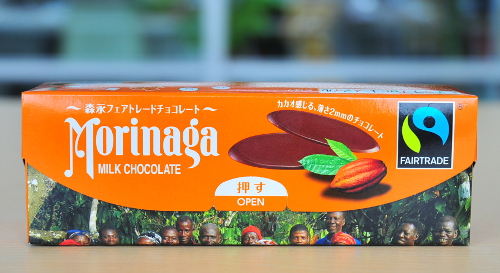 ～森永フェアトレードチョコレート～
Morinaga
MILK CHOCOLATE
カカオ感じる、薄さ2mmのチョコレート
FAIRTRADE
押す
OPEN